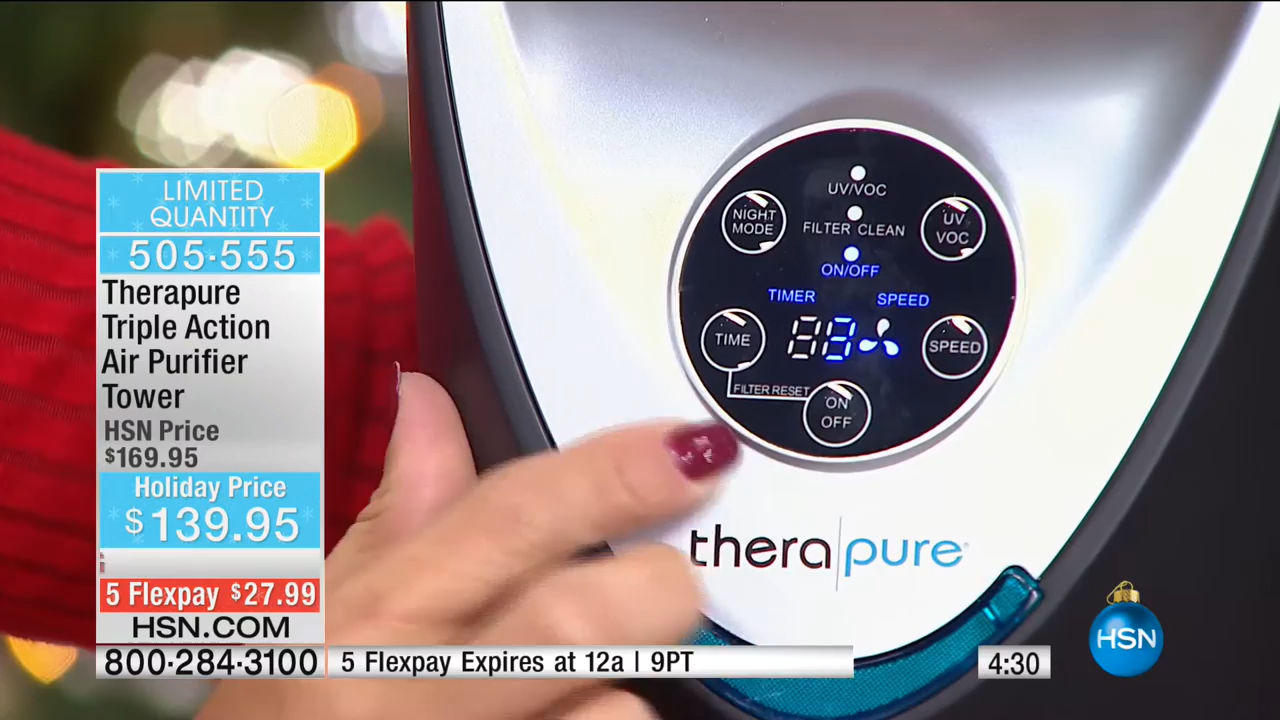 LIMITED
QUANTITY
505·555
Therapure
Triple Action
Air Purifier
Tower
HSN Price
$169.95
Holiday Price
$139.95
5 Flexpay $27.99
HSN.COM
800·284·3100
5 Flexpay Expires at 12a | 9PT
4:30
HSN
UV/VOC
NIGHT
MODE
FILTER CLEAN
UV
VOC
ON/OFF
TIMER
SPEED
TIME
SPEED
FILTER RESET
ON
OFF
thera|pure